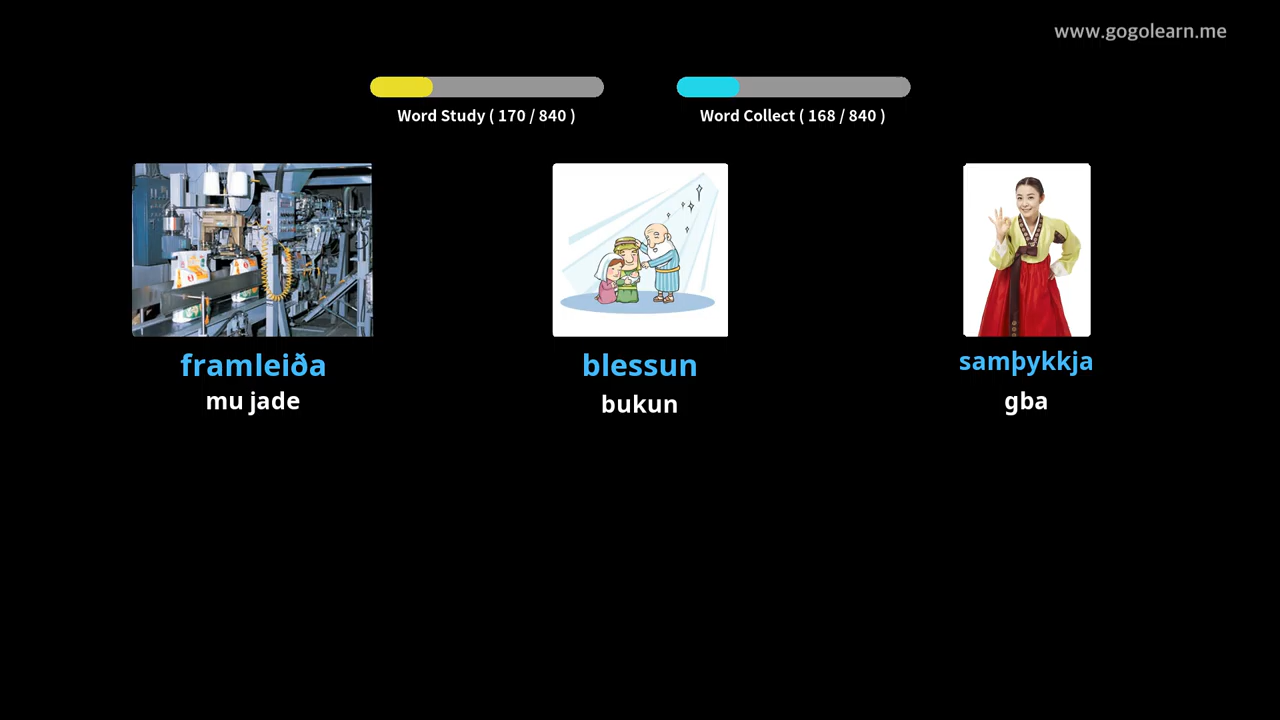 www.gogolearn.me
Word Study ( 170 / 840 )
Word Collect ( 168 / 840 )
framleiða
mu jade
blessun
bukun
samþykkja
gba